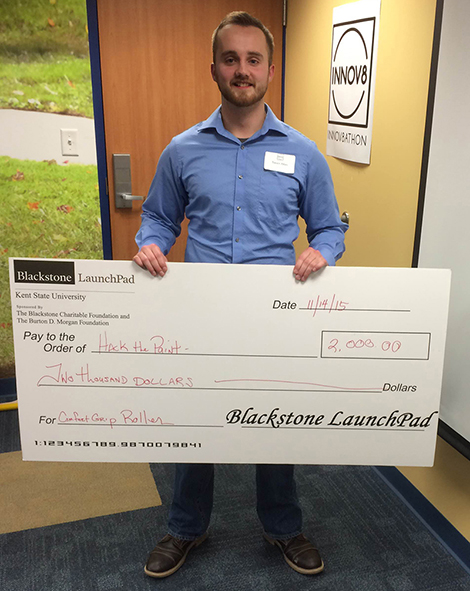 INNOV8
INNOV8ATHON
Blackstone LaunchPad
Kent State University
Sponsored By
The Blackstone Charitable Foundation and
The Burton D. Morgan Foundation
Date 11/14/15
Pay to the
Order of Hack the Paint - 2,000.00
Two Thousand Dollars Dollars
For Comfort Grip Roller Blackstone LaunchPad
1:123456789.9870079841